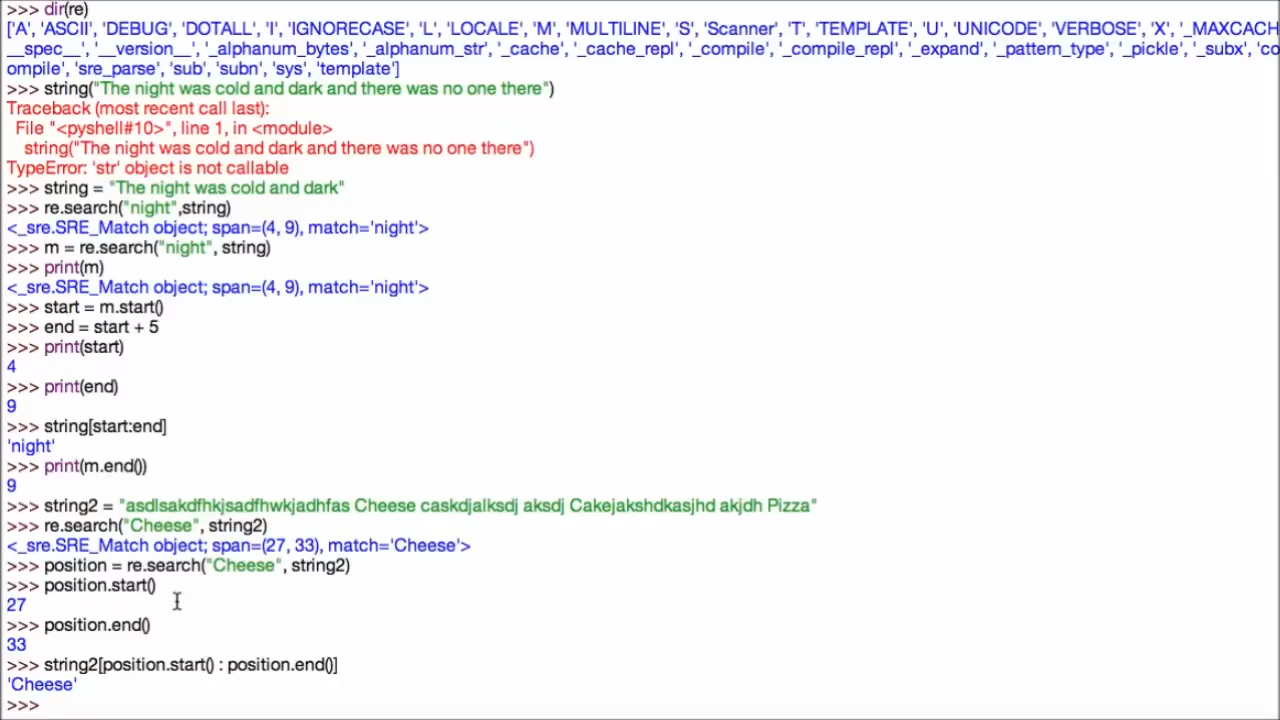 >>> dir(re)
['A', 'ASCII', 'DEBUG', 'DOTALL', 'I', 'IGNORECASE', 'L', 'LOCALE', 'M', 'MULTILINE', 'S', 'Scanner', 'T', 'TEMPLATE', 'U', 'UNICODE', 'VERBOSE', 'X', '_MAXCACH
__spec__', '__version__', '_alphanum_bytes', '_alphanum_str', '_cache', '_cache_repl', '_compile', '_compile_repl', '_expand', '_pattern_type', '_pickle', '_subx', 'co
ompile', 'sre_parse', 'sub', 'subn', 'sys', 'template']
>>> string("The night was cold and dark and there was no one there")
Traceback (most recent call last):
  File "<pyshell#10>", line 1, in <module>
    string("The night was cold and dark and there was no one there")
TypeError: 'str' object is not callable
>>> string = "The night was cold and dark"
>>> re.search("night",string)
<_sre.SRE_Match object; span=(4, 9), match='night'>
>>> m = re.search("night", string)
>>> print(m)
<_sre.SRE_Match object; span=(4, 9), match='night'>
>>> start = m.start()
>>> end = start + 5
>>> print(start)
4
>>> print(end)
9
>>> string[start:end]
'night'
>>> print(m.end())
9
>>> string2 = "asdlsakdfhkjsadfhwkjadhfas Cheese caskdjalksdj aksdj Cakejakshdkasjhd akjdh Pizza"
>>> re.search("Cheese", string2)
<_sre.SRE_Match object; span=(27, 33), match='Cheese'>
>>> position = re.search("Cheese", string2)
>>> position.start()
27
>>> position.end()
33
>>> string2[position.start() : position.end()]
'Cheese'
>>>